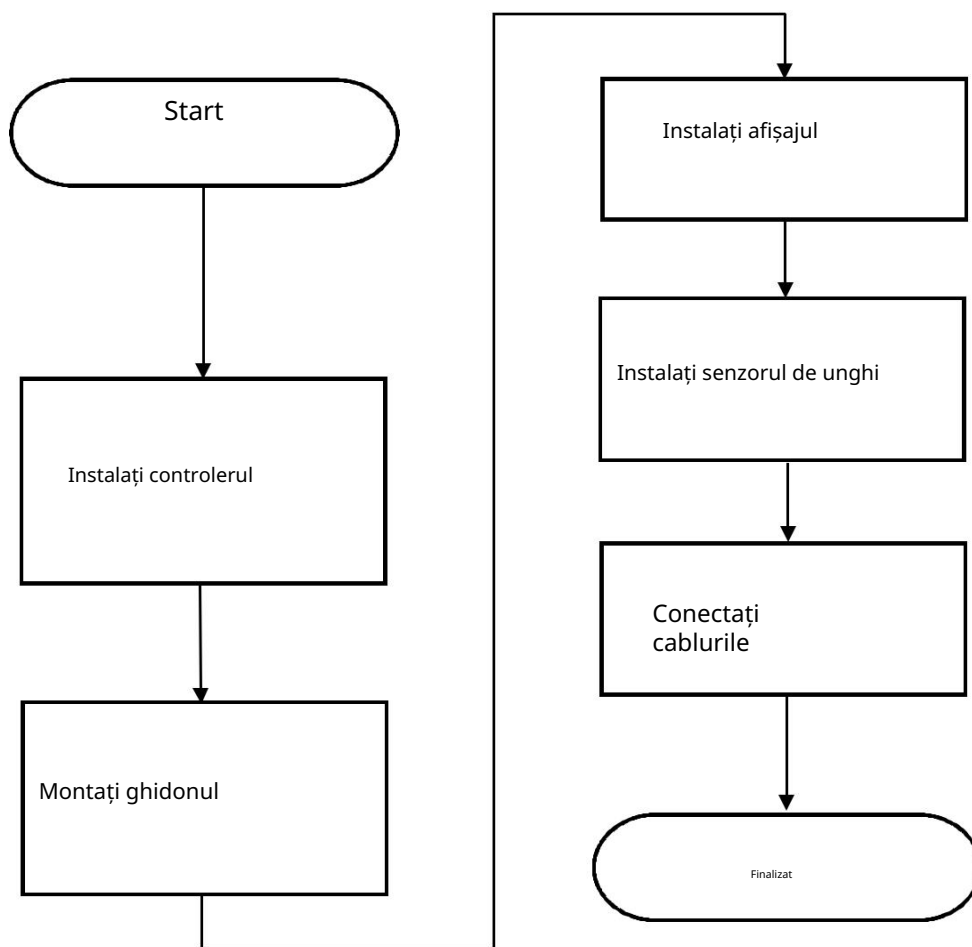 Start
Instalați controlerul
Montați ghidonul
Instalați afișajul
Instalați senzorul de unghi
Conectați
cablurile
Finalizat